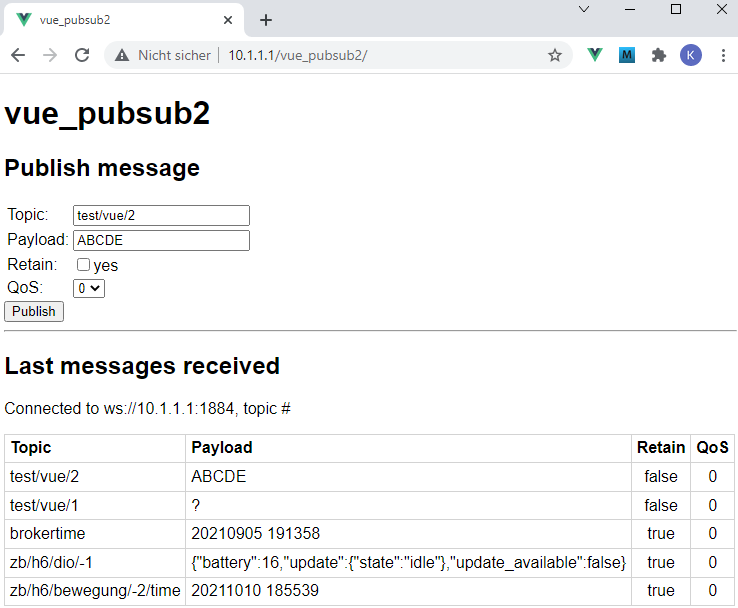 vue_pubsub2
Nicht sicher 10.1.1.1/vue_pubsub2/ M K
vue_pubsub2
Publish message
Topic: test/vue/2
Payload: ABCDE
Retain: yes
QoS: 0
Publish
Last messages received
Connected to ws://10.1.1.1:1884, topic #
Topic Payload Retain QoS
test/vue/2 ABCDE false 0
test/vue/1 ? false 0
brokertime 20210905 191358 true 0
zb/h6/dio/-1 {"battery":16,"update":{"state":"idle"},"update_available":false} true 0
zb/h6/bewegung/-2/time 20211010 185539 true 0